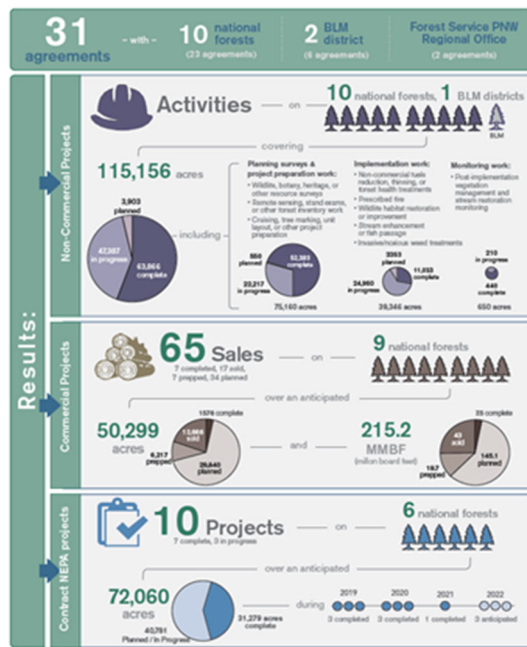 31
agreements
– with –
10 national
forests
(23 agreements)
2 BLM
district
(6 agreements)
Forest Service PNW
Regional Office
(2 agreements)
Results:
Non-Commercial Projects
Activities
on
10 national forests, 1 BLM districts
BLM
covering
115,156 acres
3,903
planned
in progress
63,866
complete
including
Planning surveys &
project preparation work:
• Wildlife, botany, heritage, or
other resource surveys
• Remote sensing, stand exams,
or other forest inventory work
• Cruising, tree marking, unit
layout, or other project
preparation
Implementation work:
• Non-commercial fuels
reduction, thinning, or
forest health treatments
• Prescribed fire
• Wildlife habitat restoration
or improvement
• Stream enhancement
or fish passage
• Invasive/noxious weed treatments
Monitoring work:
• Post implementation
vegetation
management and
stream restoration
monitoring
550
planned
complete
22,217
in progress
75,160 acres
planned
complete
24,960
in progress
39,346 acres
210
in progress
440
complete
650 acres
Commercial Projects
65 Sales
7 completed, 17 sold,
7 prepped, 34 planned
on
9
national forests
over an anticipated
50,299
acres
1576 complete
sold
6,217
prepped
planned
and
215.2
MMBF
(million board feet)
complete
43
sold
19.7
prepped
145.1
planned
Contract NEPA projects
10 Projects
7 complete, 3 in progress
on
6
national forests
over an anticipated
72,060
acres
40,781
Planned / In Progress
31,279 acres
complete
during
2019
3 completed
2020
3 completed
2021
1 completed
2022
3 anticipated